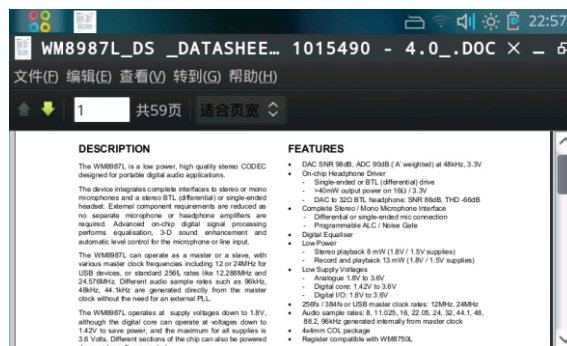 22:57
WM8987L_DS _DATASHEE… 1015490 - 4.0_.DOC
文件(F) 编辑(E) 查看(V) 转到(G) 帮助(H)
1 共59页 适合页宽
DESCRIPTION
The WM8987L is a low power, high quality stereo CODEC
designed for portable digital audio applications.
The device integrates complete interfaces to stereo or mono
microphones and a stereo BTL (differential) or single-ended
headset. External component requirements are reduced as
no separate microphone or headphone amplifiers are
required. Advanced on-chip digital signal processing
performs equalisation, 3-D sound enhancement and
automatic level control for the microphone or line input.
The WM8987L can operate as a master or a slave, with
various master clock frequencies including 12 or 24MHz for
USB devices, or standard 256fs rates like 12.288MHz and
24.576MHz. Different audio sample rates such as 96kHz,
48kHz, 44.1kHz are generated directly from the master
clock without the need for an external PLL.
The WM8987L operates at supply voltages down to 1.8V,
although the digital core can operate at voltages down to
1.42V to save power, and the maximum for all supplies is
3.6 Volts. Different sections of the chip can also be powered
FEATURES
• DAC SNR 98dB, ADC 90dB ('A' weighted) at 48kHz, 3.3V
• On-chip Headphone Driver
- Single-ended or BTL (differential) drive
- >40mW output power on 16Ω / 3.3V
- DAC to 32Ω BTL headphone: SNR 86dB, THD -66dB
• Complete Stereo / Mono Microphone Interface
- Differential or single-ended mic connection
- Programmable ALC / Noise Gate
• Digital Equaliser
• Low Power
- Stereo playback 8 mW (1.8V / 1.5V supplies)
- Record and playback 13 mW (1.8V / 1.5V supplies)
• Low Supply Voltages
- Analogue 1.8V to 3.6V
- Digital core: 1.42V to 3.6V
- Digital I/O: 1.8V to 3.6V
• 256fs / 384fs or USB master clock rates: 12MHz, 24MHz
• Audio sample rates: 8, 11.025, 16, 22.05, 24, 32, 44.1, 48,
88.2, 96kHz generated internally from master clock
• 4x4mm COL package
• Register compatible with WM8750L